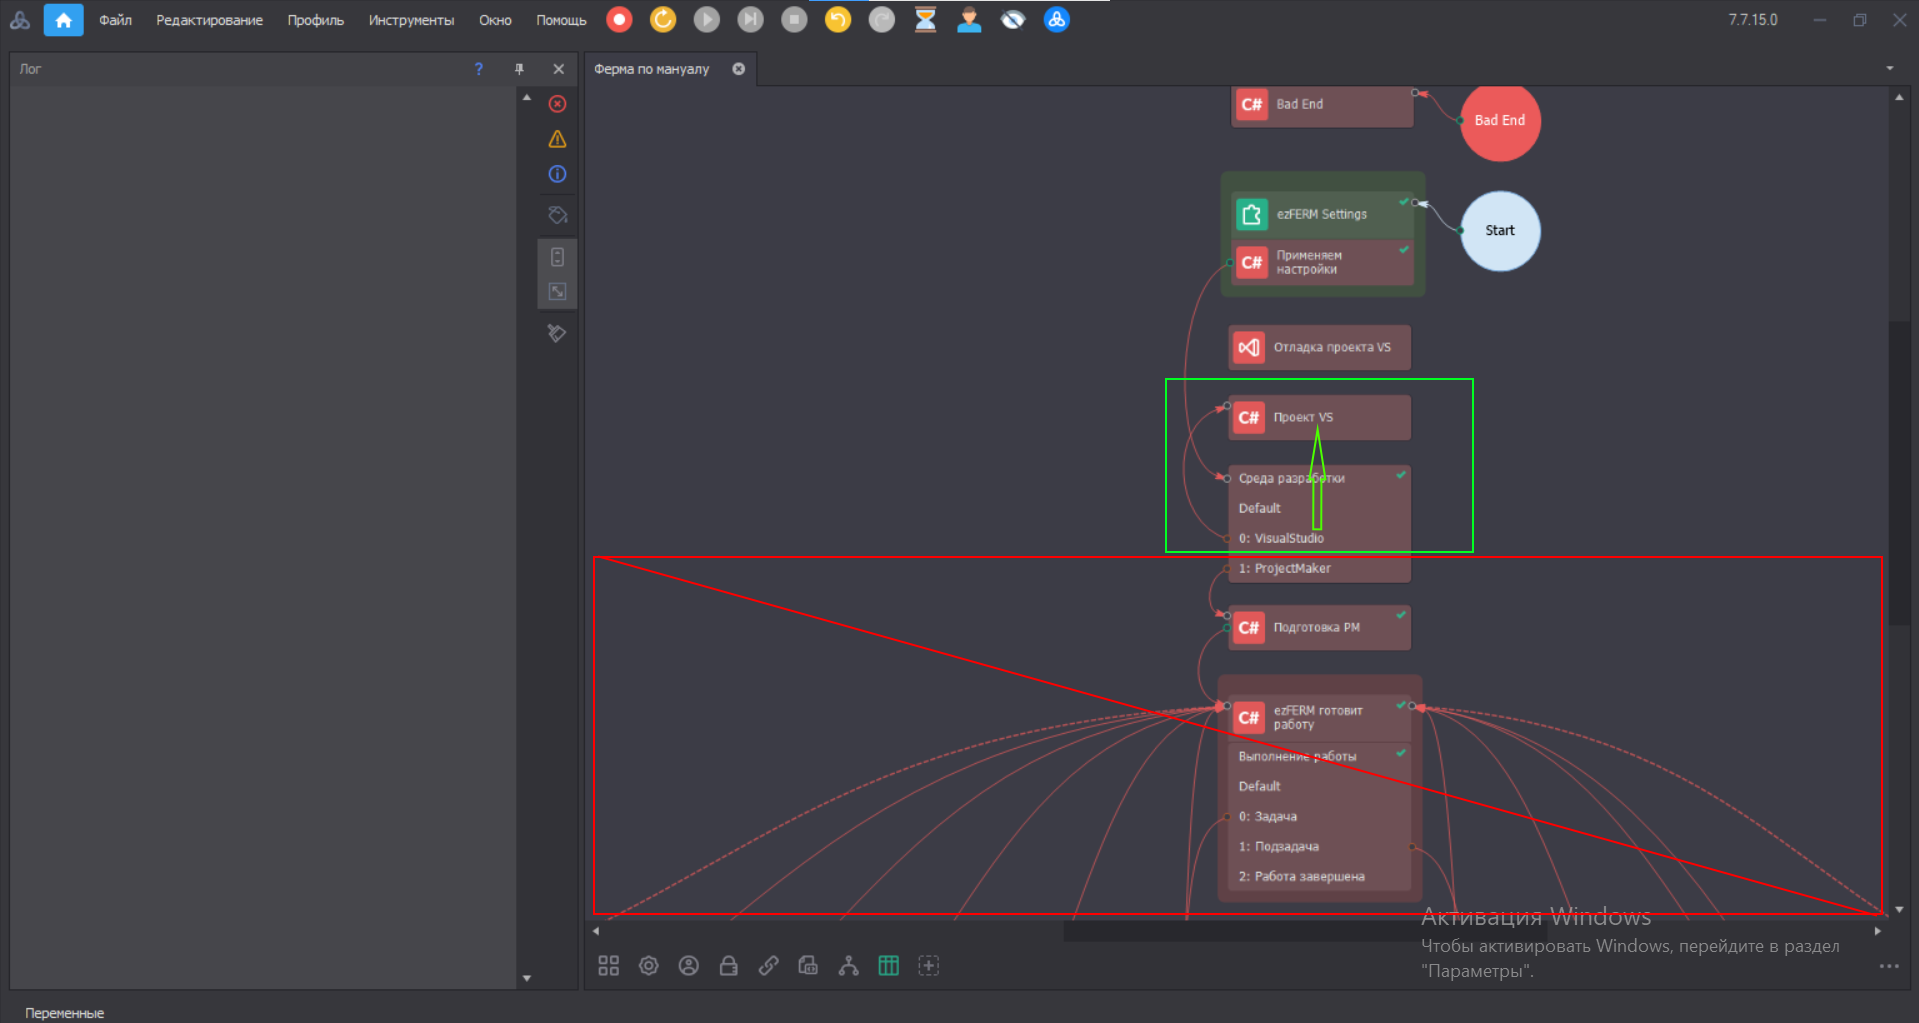 Файл Редактирование Профиль Инструменты Окно Помощь 7.7.15.0
Лог ?
Ферма по мануалу
C# Bad End
Bad End
ezFERM Settings
Start
C# Применяем
настройки
Отладка проекта VS
C# Проект VS
Среда разработки
Default
0: VisualStudio
1: ProjectMaker
C# Подготовка PM
C# ezFERM готовит
работу
Выполнение работы
Default
0: Задача
1: Подзадача
2: Работа завершена
Активация Windows
Чтобы активировать Windows, перейдите в раздел
"Параметры".
Переменные